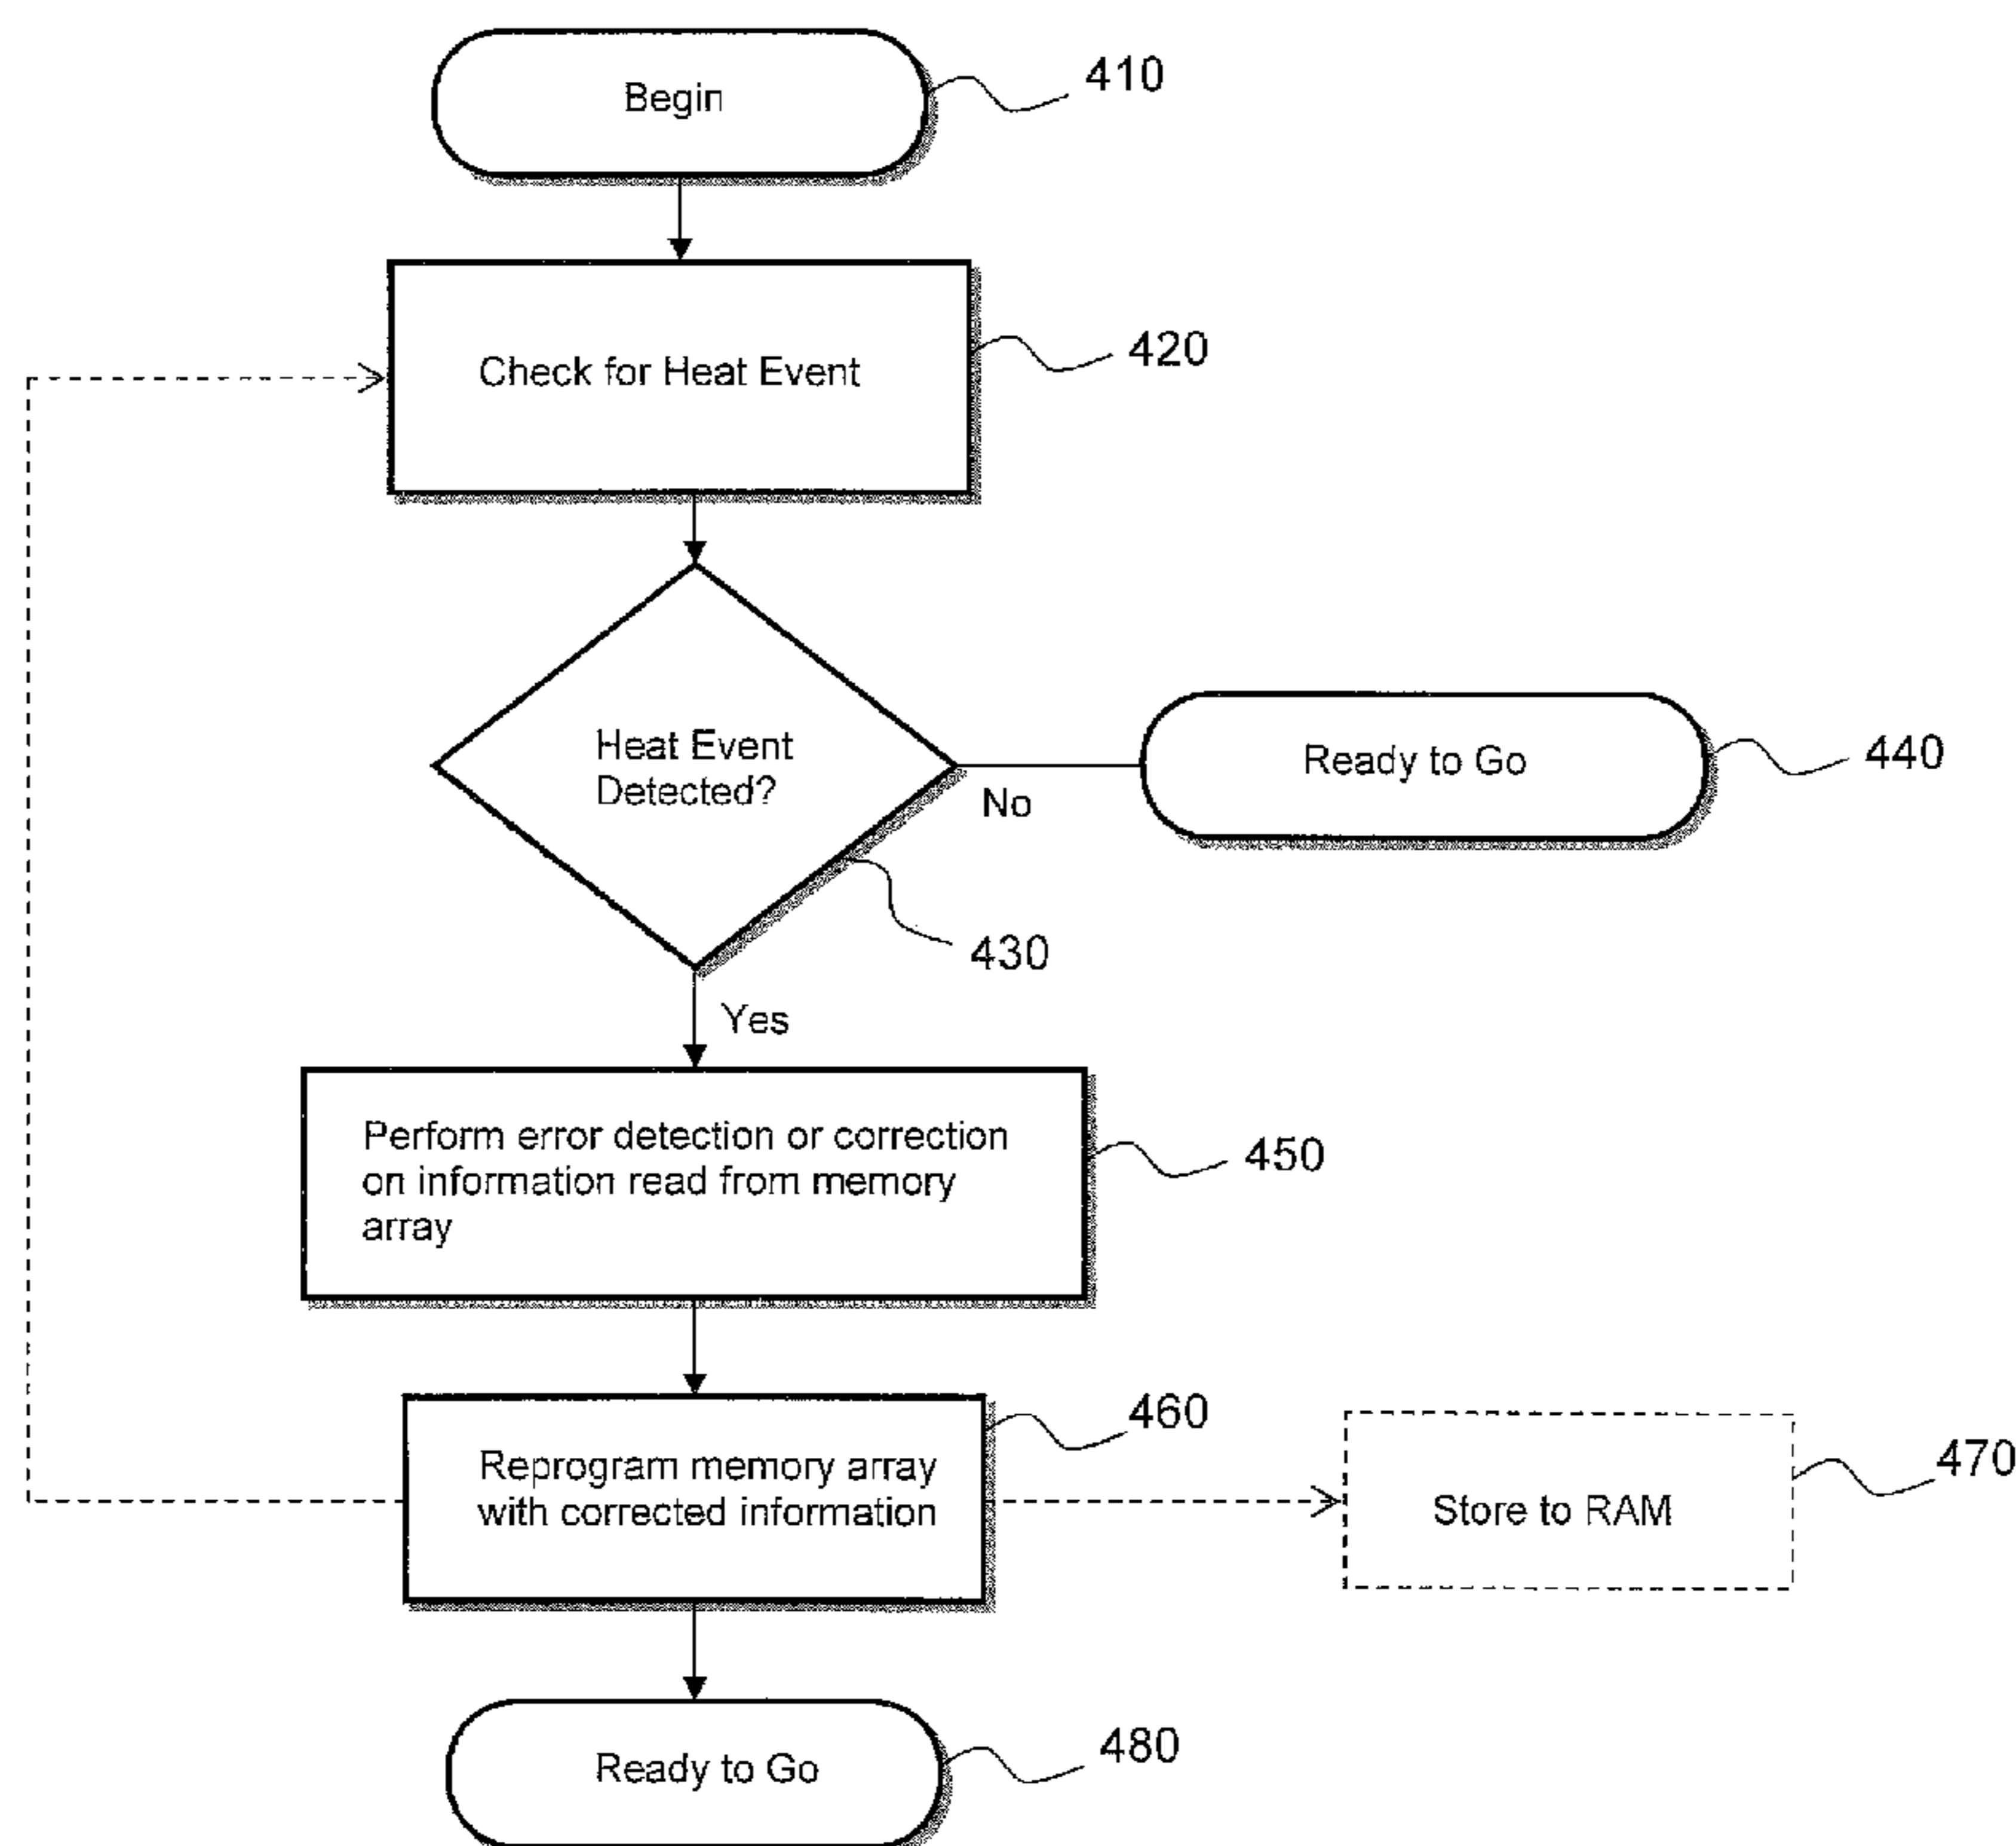 Begin
410
Check for Heat Event
420
Heat Event
Detected?
No
Ready to Go
440
430
Yes
Perform error detection or correction
on information read from memory
array
450
Reprogram memory array
with corrected information
460
Store to RAM
470
Ready to Go
480